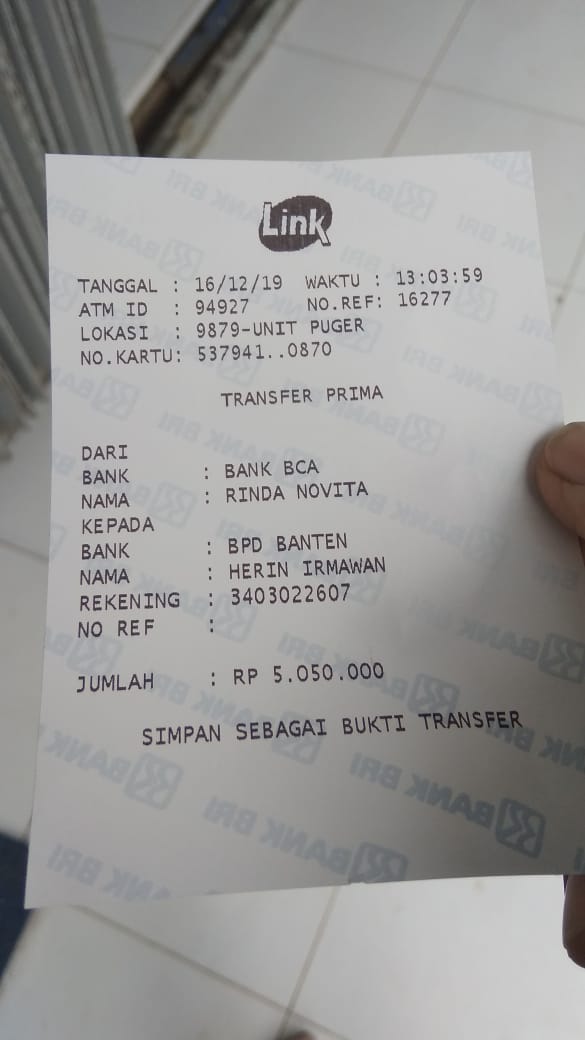 Link
TANGGAL : 16/12/19 WAKTU : 13:03:59
ATM ID : 94927 NO.REF: 16277
LOKASI : 9879-UNIT PUGER
NO.KARTU: 537941..0870
TRANSFER PRIMA
DARI
BANK : BANK BCA
NAMA : RINDA NOVITA
KEPADA
BANK : BPD BANTEN
NAMA : HERIN IRMAWAN
REKENING : 3403022607
NO REF :
JUMLAH : RP 5.050.000
SIMPAN SEBAGAI BUKTI TRANSFER
BANK BRI